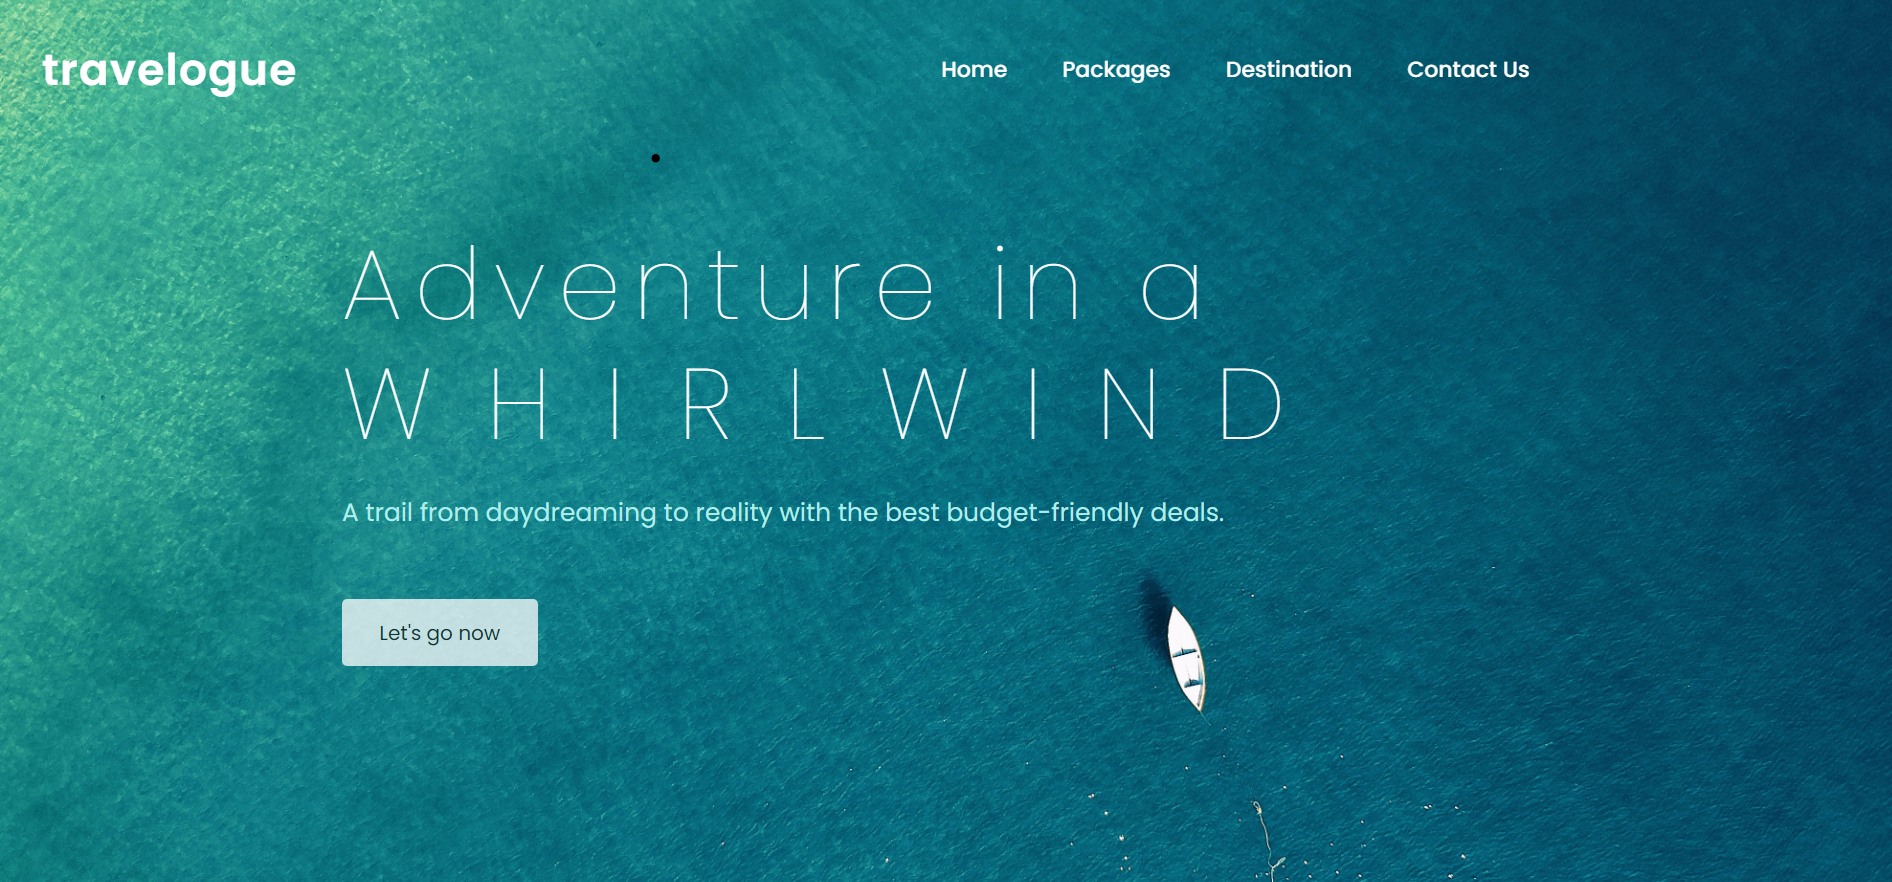 travelogue
Home Packages Destination Contact Us
Adventure in a
WHIRLWIND
A trail from daydreaming to reality with the best budget-friendly deals.
Let's go now